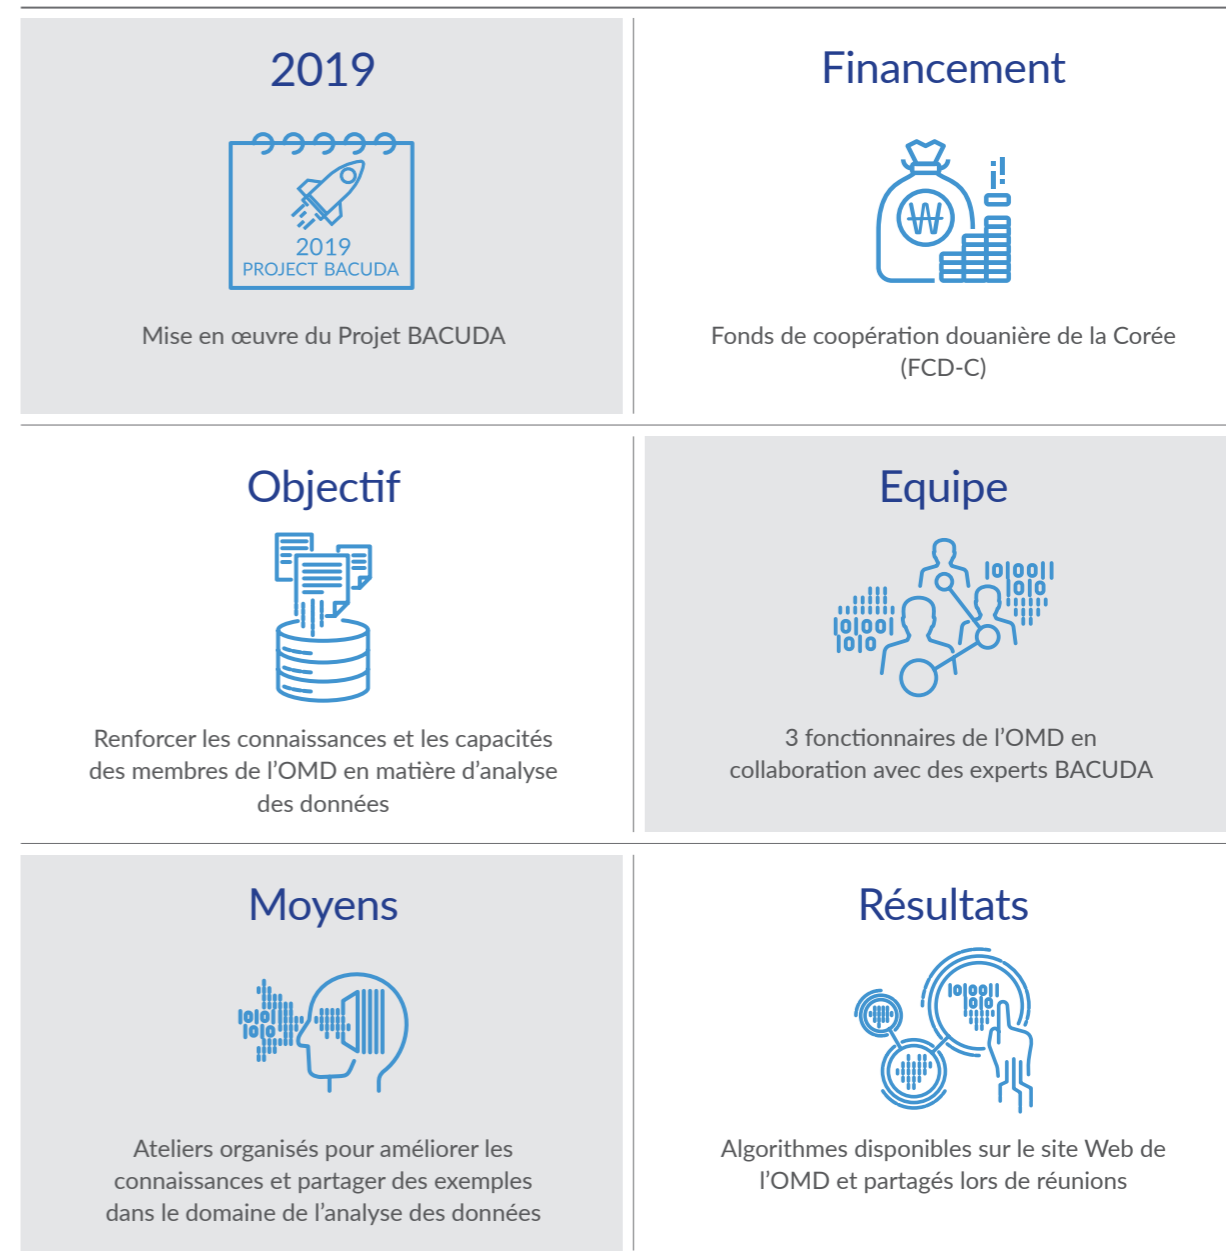 2019
2019
PROJECT BACUDA
Mise en œuvre du Projet BACUDA
Financement
Fonds de coopération douanière de la Corée
(FCD-C)
Objectif
Renforcer les connaissances et les capacités
des membres de l’OMD en matière d’analyse
des données
Equipe
101001
1010
1010011
1010
3 fonctionnaires de l’OMD en
collaboration avec des experts BACUDA
Moyens
Ateliers organisés pour améliorer les
connaissances et partager des exemples
dans le domaine de l’analyse des données
Résultats
Algorithmes disponibles sur le site Web de
l’OMD et partagés lors de réunions